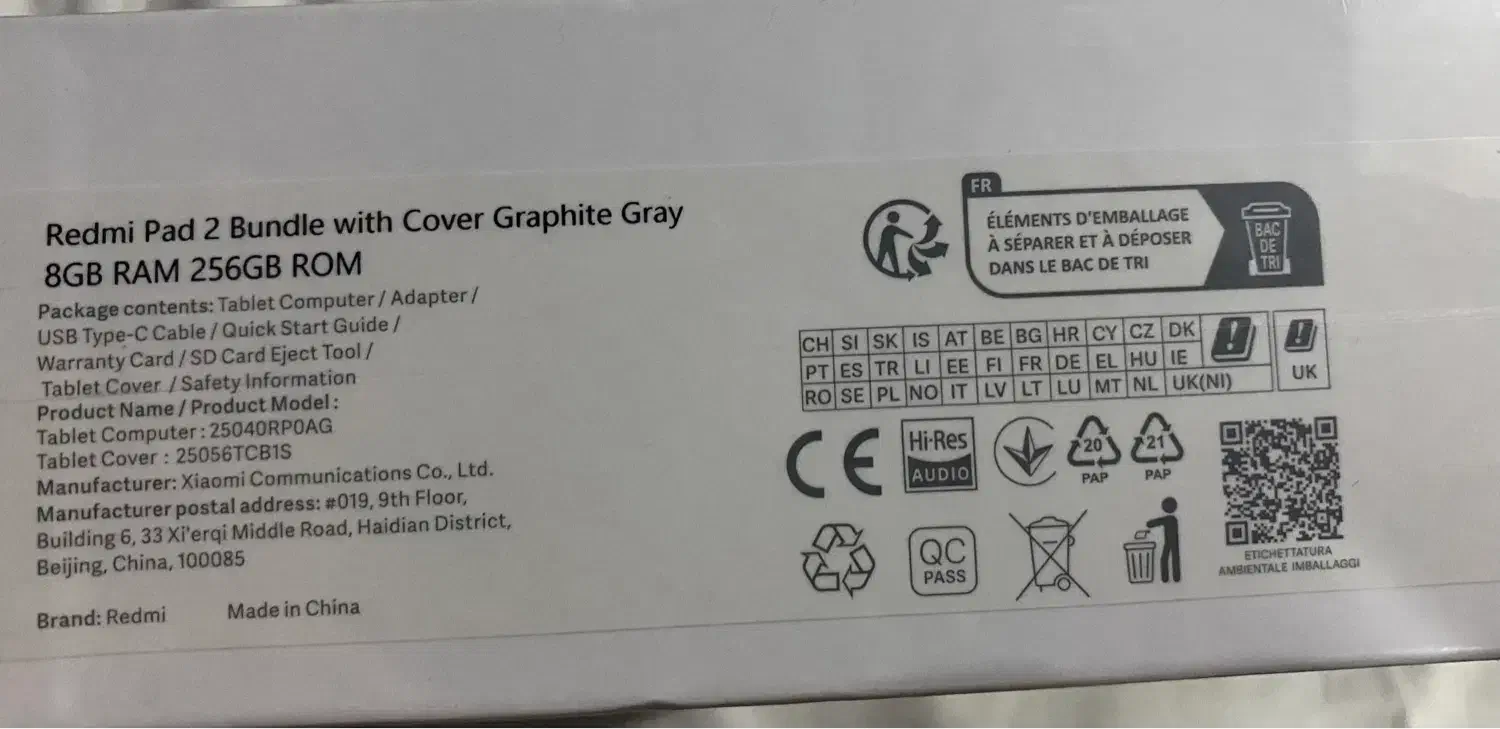 Redmi Pad 2 Bundle with Cover Graphite Gray
8GB RAM 256GB ROM
Package contents: Tablet Computer / Adapter /
USB Type-C Cable / Quick Start Guide /
Warranty Card / SD Card Eject Tool /
Tablet Cover / Safety Information
Product Name / Product Model :
Tablet Computer : 25040RP0AG
Tablet Cover : 25056TCB1S
Manufacturer: Xiaomi Communications Co., Ltd.
Manufacturer postal address: #019, 9th Floor,
Building 6, 33 Xi'erqi Middle Road, Haidian District,
Beijing, China, 100085
Brand: Redmi
Made in China
FR
ÉLÉMENTS D'EMBALLAGE
À SÉPARER ET À DÉPOSER
DANS LE BAC DE TRI
BAC
DE
TRI
CH SI SK IS AT BE BG HR CY CZ DK
PT ES TR LI EE FI FR DE EL HU IE
RO SE PL NO IT LV LT LU MT NL UK(NI)
UK
CE
Hi-Res
AUDIO
20
PAP
21
PAP
QC
PASS
ETICHETTATURA
AMBIENTALE IMBALLAGGI